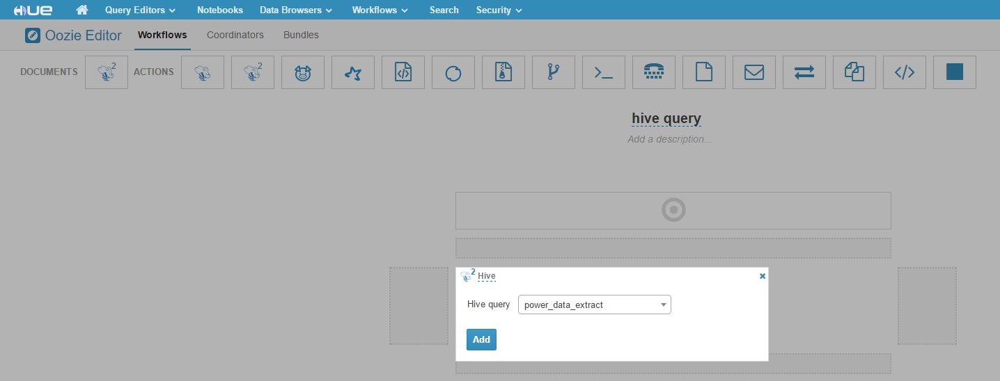 HUE Query Editors Notebooks Data Browsers Workflows Search Security
Oozie Editor Workflows Coordinators Bundles
DOCUMENTS 2 ACTIONS 2
hive query
Add a description...
2 Hive
Hive query power_data_extract
Add